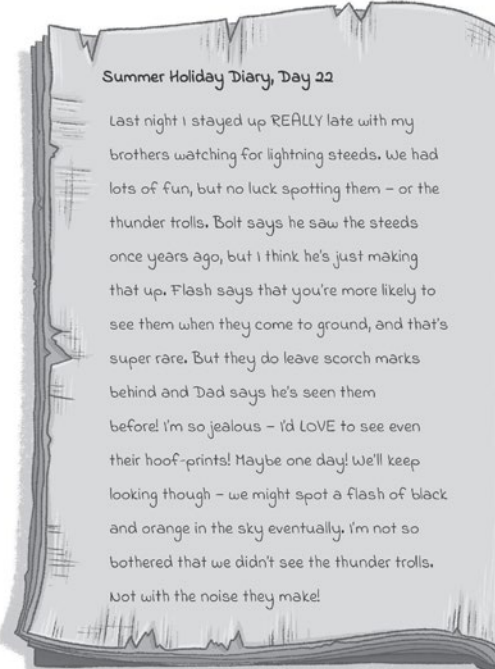 Summer Holiday Diary, Day 22
Last night I stayed up REALLY late with my
brothers watching for lightning steeds. We had
lots of fun, but no luck spotting them – or the
thunder trolls. Bolt says he saw the steeds
once years ago, but I think he's just making
that up. Flash says that you're more likely to
see them when they come to ground, and that's
super rare. But they do leave scorch marks
behind and Dad says he's seen them
before! I'm so jealous – I'd LOVE to see even
their hoof-prints! Maybe one day! We'll keep
looking though – we might spot a flash of black
and orange in the sky eventually. I'm not so
bothered that we didn't see the thunder trolls.
Not with the noise they make!